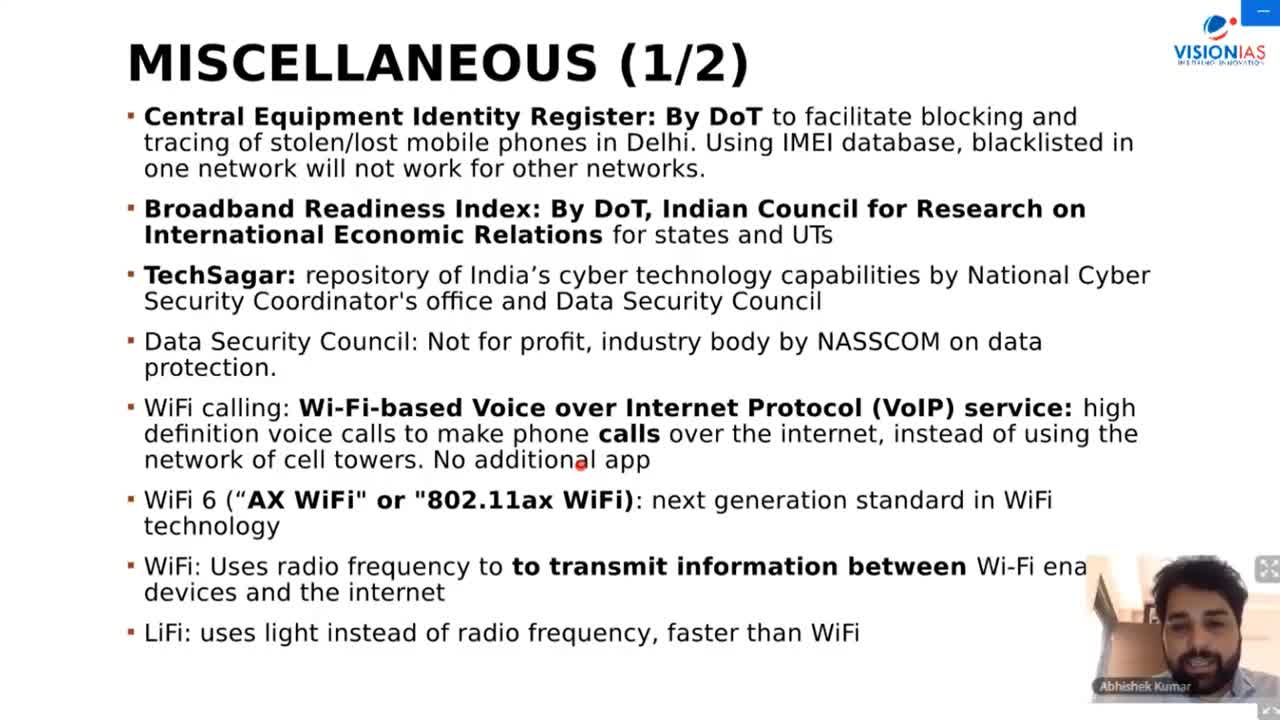 MISCELLANEOUS (1/2)
VISIONIAS
▪ Central Equipment Identity Register: By DoT to facilitate blocking and
tracing of stolen/lost mobile phones in Delhi. Using IMEI database, blacklisted in
one network will not work for other networks.
▪ Broadband Readiness Index: By DoT, Indian Council for Research on
International Economic Relations for states and UTs
▪ TechSagar: repository of India’s cyber technology capabilities by National Cyber
Security Coordinator's office and Data Security Council
▪ Data Security Council: Not for profit, industry body by NASSCOM on data
protection.
▪ WiFi calling: Wi-Fi-based Voice over Internet Protocol (VoIP) service: high
definition voice calls to make phone calls over the internet, instead of using the
network of cell towers. No additional app
▪ WiFi 6 (“AX WiFi" or "802.11ax WiFi): next generation standard in WiFi
technology
▪ WiFi: Uses radio frequency to to transmit information between Wi-Fi ena
devices and the internet
▪ LiFi: uses light instead of radio frequency, faster than WiFi
Abhishek Kumar